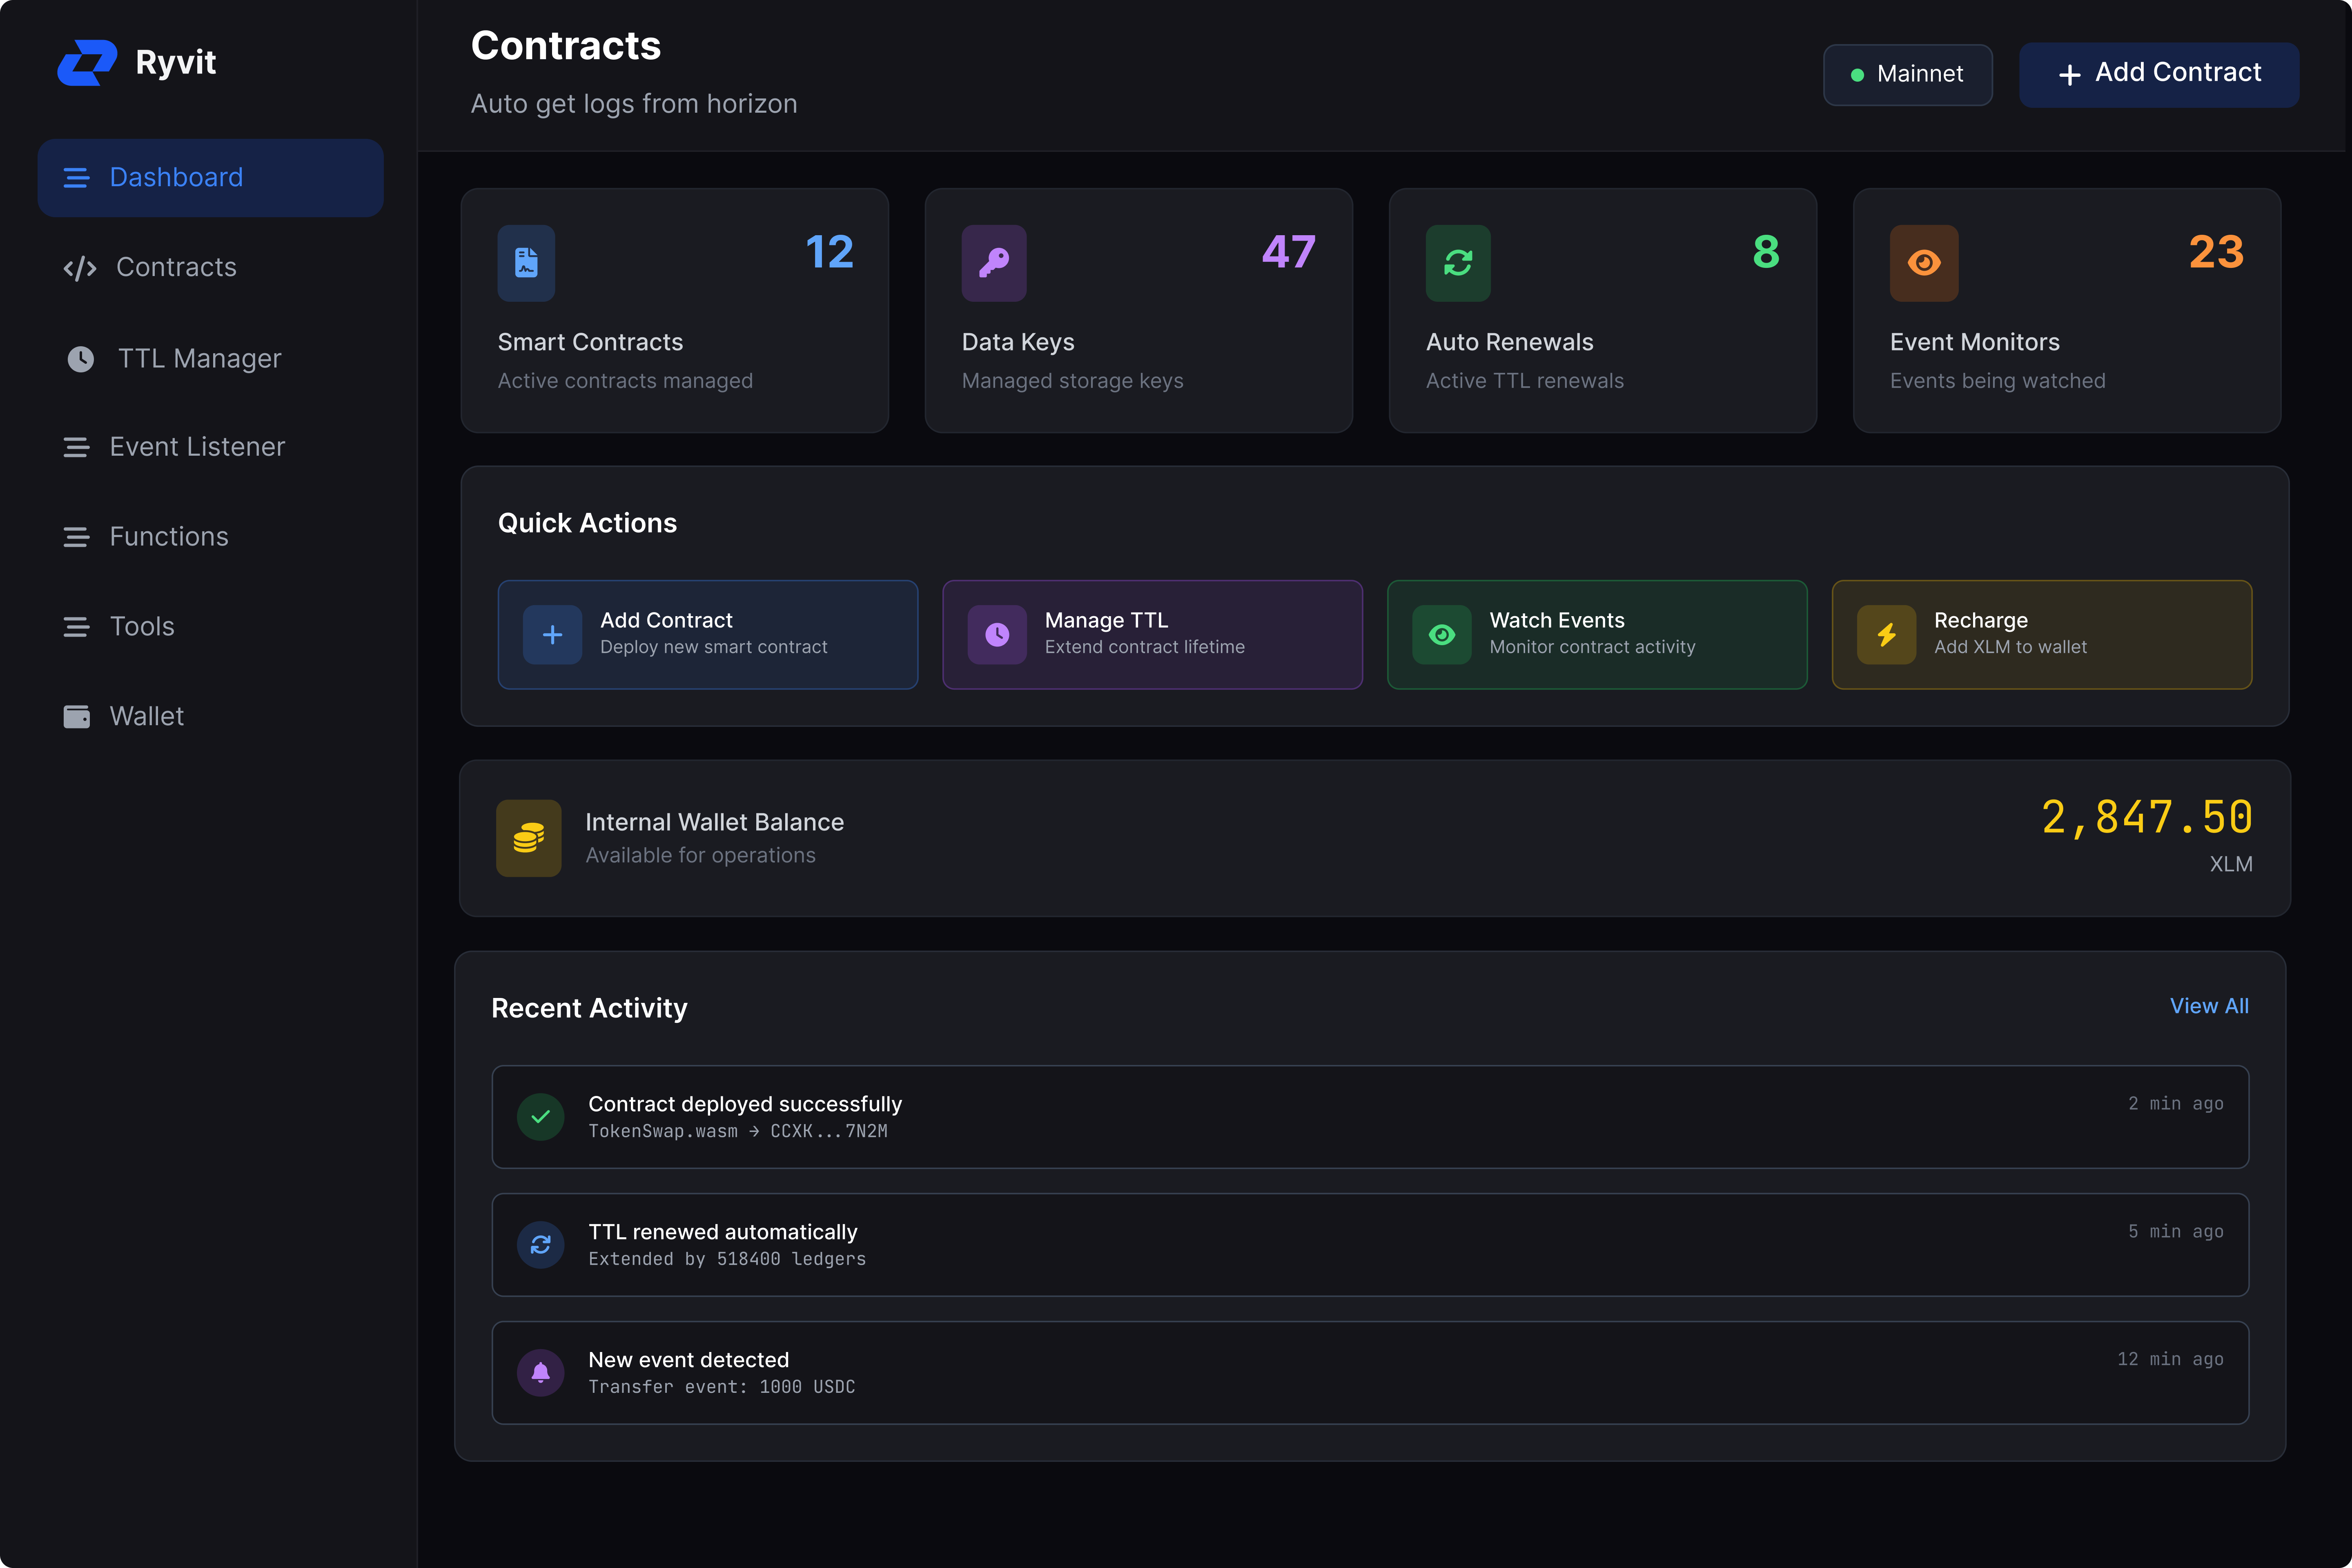 Ryvit
Dashboard
Contracts
TTL Manager
Event Listener
Functions
Tools
Wallet
Contracts
Auto get logs from horizon
Mainnet
Add Contract
12
Smart Contracts
Active contracts managed
47
Data Keys
Managed storage keys
8
Auto Renewals
Active TTL renewals
23
Event Monitors
Events being watched
Quick Actions
Add Contract
Deploy new smart contract
Manage TTL
Extend contract lifetime
Watch Events
Monitor contract activity
Recharge
Add XLM to wallet
Internal Wallet Balance
Available for operations
2,847.50
XLM
Recent Activity
View All
Contract deployed successfully
TokenSwap.wasm → CCXK...7N2M
2 min ago
TTL renewed automatically
Extended by 518400 ledgers
5 min ago
New event detected
Transfer event: 1000 USDC
12 min ago